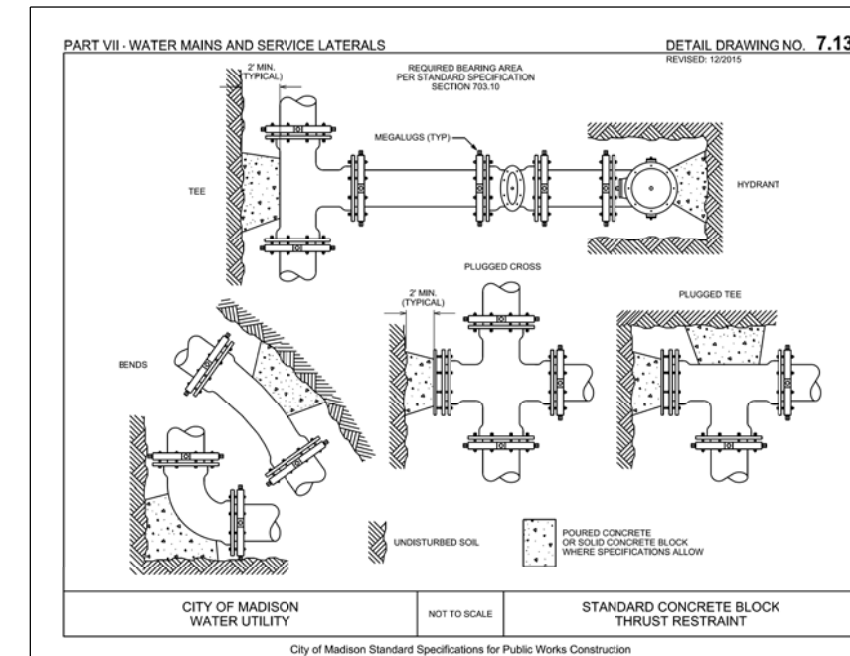 PART VII - WATER MAINS AND SERVICE LATERALS
DETAIL DRAWING NO. 7.13
REVISED: 12/2015
2' MIN.
(TYPICAL)
REQUIRED BEARING AREA
PER STANDARD SPECIFICATION
SECTION 703.10
MEGALUGS (TYP)
TEE
HYDRANT
PLUGGED CROSS
2' MIN.
(TYPICAL)
PLUGGED TEE
BENDS
UNDISTURBED SOIL
POURED CONCRETE
OR SOLID CONCRETE BLOCK
WHERE SPECIFICATIONS ALLOW
CITY OF MADISON
WATER UTILITY
NOT TO SCALE
STANDARD CONCRETE BLOCK
THRUST RESTRAINT
City of Madison Standard Specifications for Public Works Construction